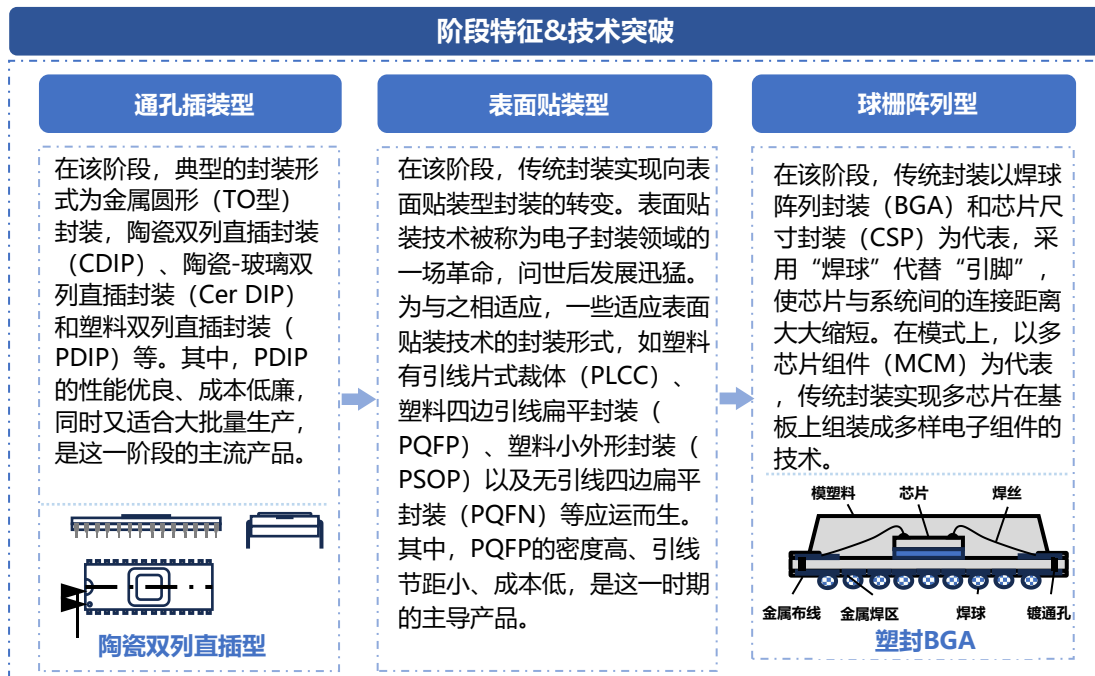 阶段特征&技术突破
通孔插装型
在该阶段，典型的封装形
式为金属圆形（TO型）
封装，陶瓷双列直插封装
（CDIP）、陶瓷-玻璃双
列直插封装（Cer DIP）
和塑料双列直插封装（
PDIP）等。其中，PDIP
的性能优良、成本低廉，
同时又适合大批量生产，
是这一阶段的主流产品。
陶瓷双列直插型
表面贴装型
在该阶段，传统封装实现向表
面贴装型封装的转变。表面贴
装技术被称为电子封装领域的
一场革命，问世后发展迅猛。
为与之相适应，一些适应表面
贴装技术的封装形式，如塑料
有引线片式裁体（PLCC）、
塑料四边引线扁平封装（
PQFP）、塑料小外形封装（
PSOP）以及无引线四边扁平
封装（PQFN）等应运而生。
其中，PQFP的密度高、引线
节距小、成本低，是这一时期
的主导产品。
球栅阵列型
在该阶段，传统封装以焊球
阵列封装（BGA）和芯片尺
寸封装（CSP）为代表，采
用“焊球”代替“引脚”，
使芯片与系统间的连接距离
大大缩短。在模式上，以多
芯片组件（MCM）为代表
，传统封装实现多芯片在基
板上组装成多样电子组件的
技术。
模塑料 芯片 焊丝
金属布线 金属焊区 焊球 镀通孔
塑封BGA